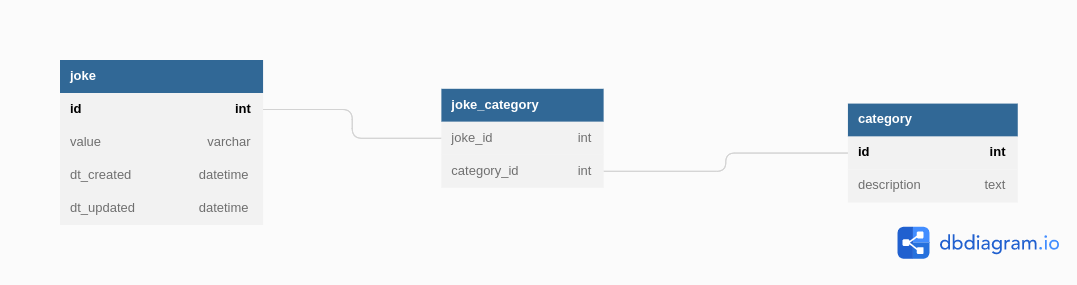 joke
id int
value varchar
dt_created datetime
dt_updated datetime
joke_category
joke_id int
category_id int
category
id int
description text
dbdiagram.io